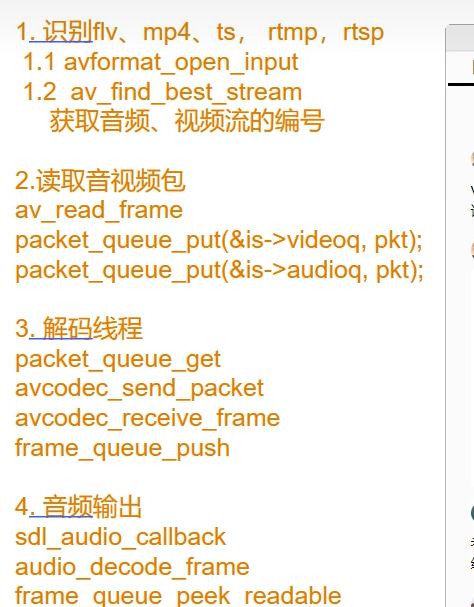 1. 识别flv、mp4、ts， rtmp，rtsp
1.1 avformat_open_input
1.2 av_find_best_stream
获取音频、视频流的编号
2.读取音视频包
av_read_frame
packet_queue_put(&is->videoq, pkt);
packet_queue_put(&is->audioq, pkt);
3. 解码线程
packet_queue_get
avcodec_send_packet
avcodec_receive_frame
frame_queue_push
4. 音频输出
sdl_audio_callback
audio_decode_frame
frame_queue_peek_readable